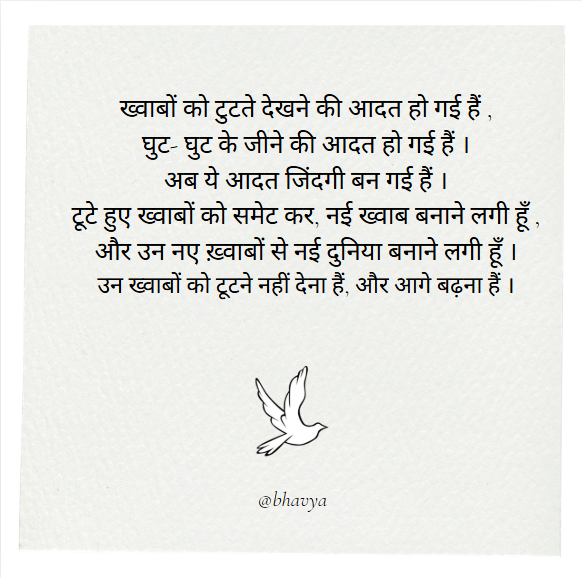 ख्वाबों को टुटते देखने की आदत हो गई हैं ,
घुट- घुट के जीने की आदत हो गई हैं ।
अब ये आदत जिंदगी बन गई हैं ।
टूटे हुए ख्वाबों को समेट कर, नई ख्वाब बनाने लगी हूँ ,
और उन नए ख़्वाबों से नई दुनिया बनाने लगी हूँ ।
उन ख्वाबों को टूटने नहीं देना हैं, और आगे बढ़ना हैं ।
@bhavya